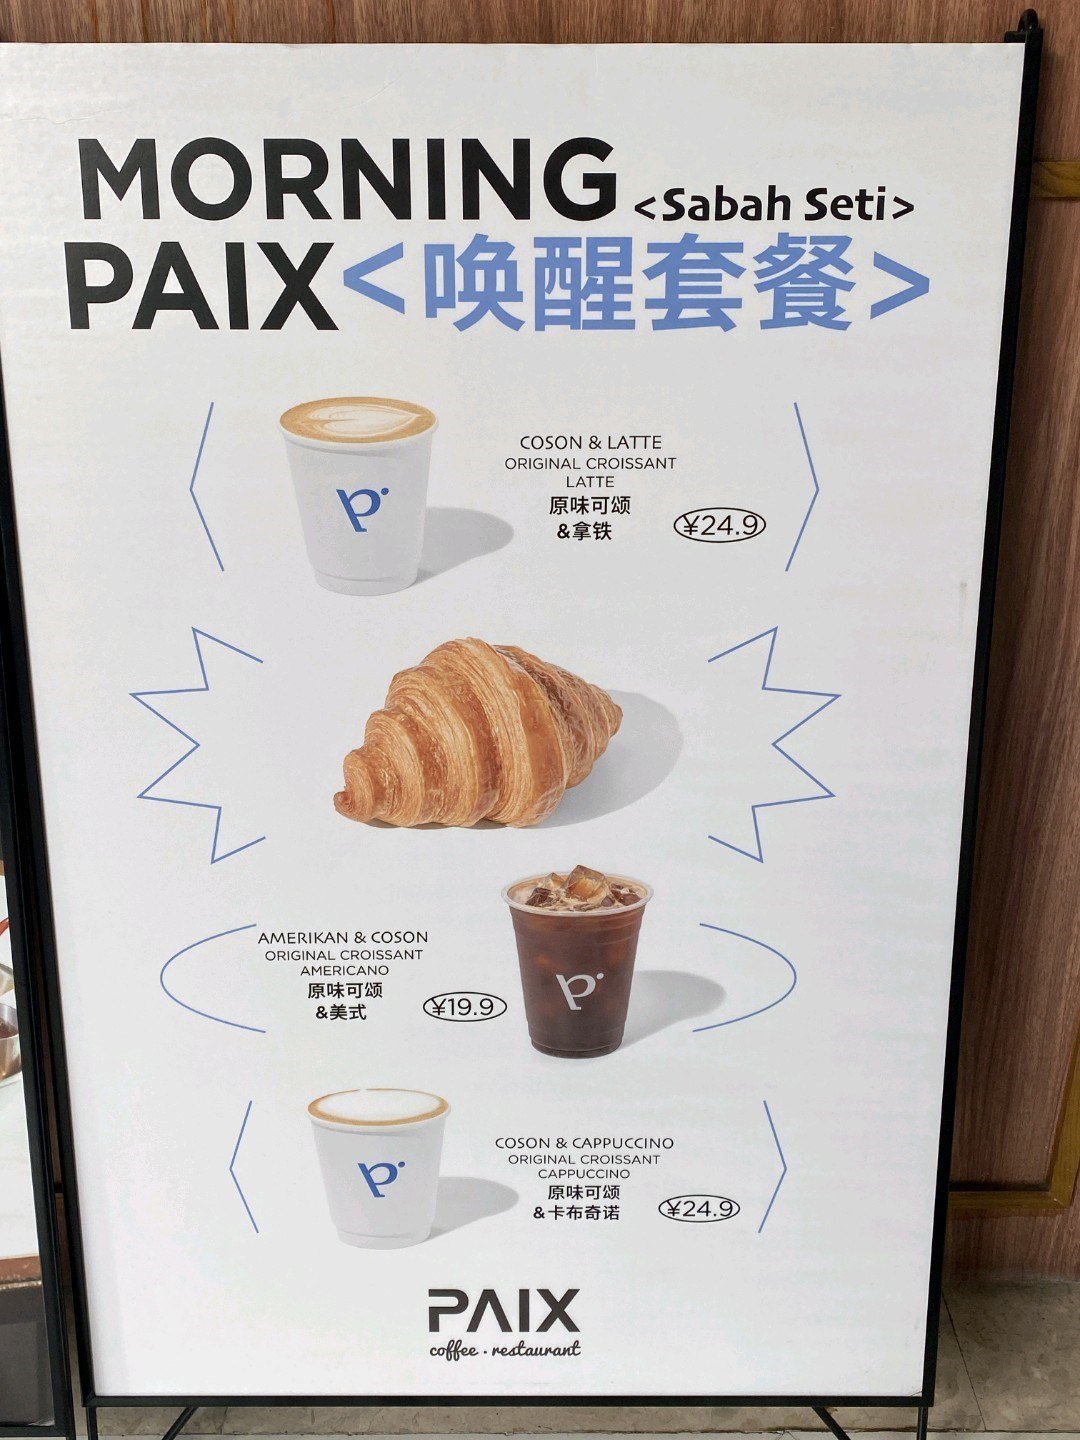 MORNING <Sabah Seti>
PAIX<唤醒套餐>
COSON & LATTE
ORIGINAL CROISSANT
LATTE
原味可颂
&拿铁
¥24.9
AMERIKAN & COSON
ORIGINAL CROISSANT
AMERICANO
原味可颂
&美式
¥19.9
COSON & CAPPUCCINO
ORIGINAL CROISSANT
CAPPUCCINO
原味可颂
&卡布奇诺
¥24.9
PAIX
coffee · restaurant